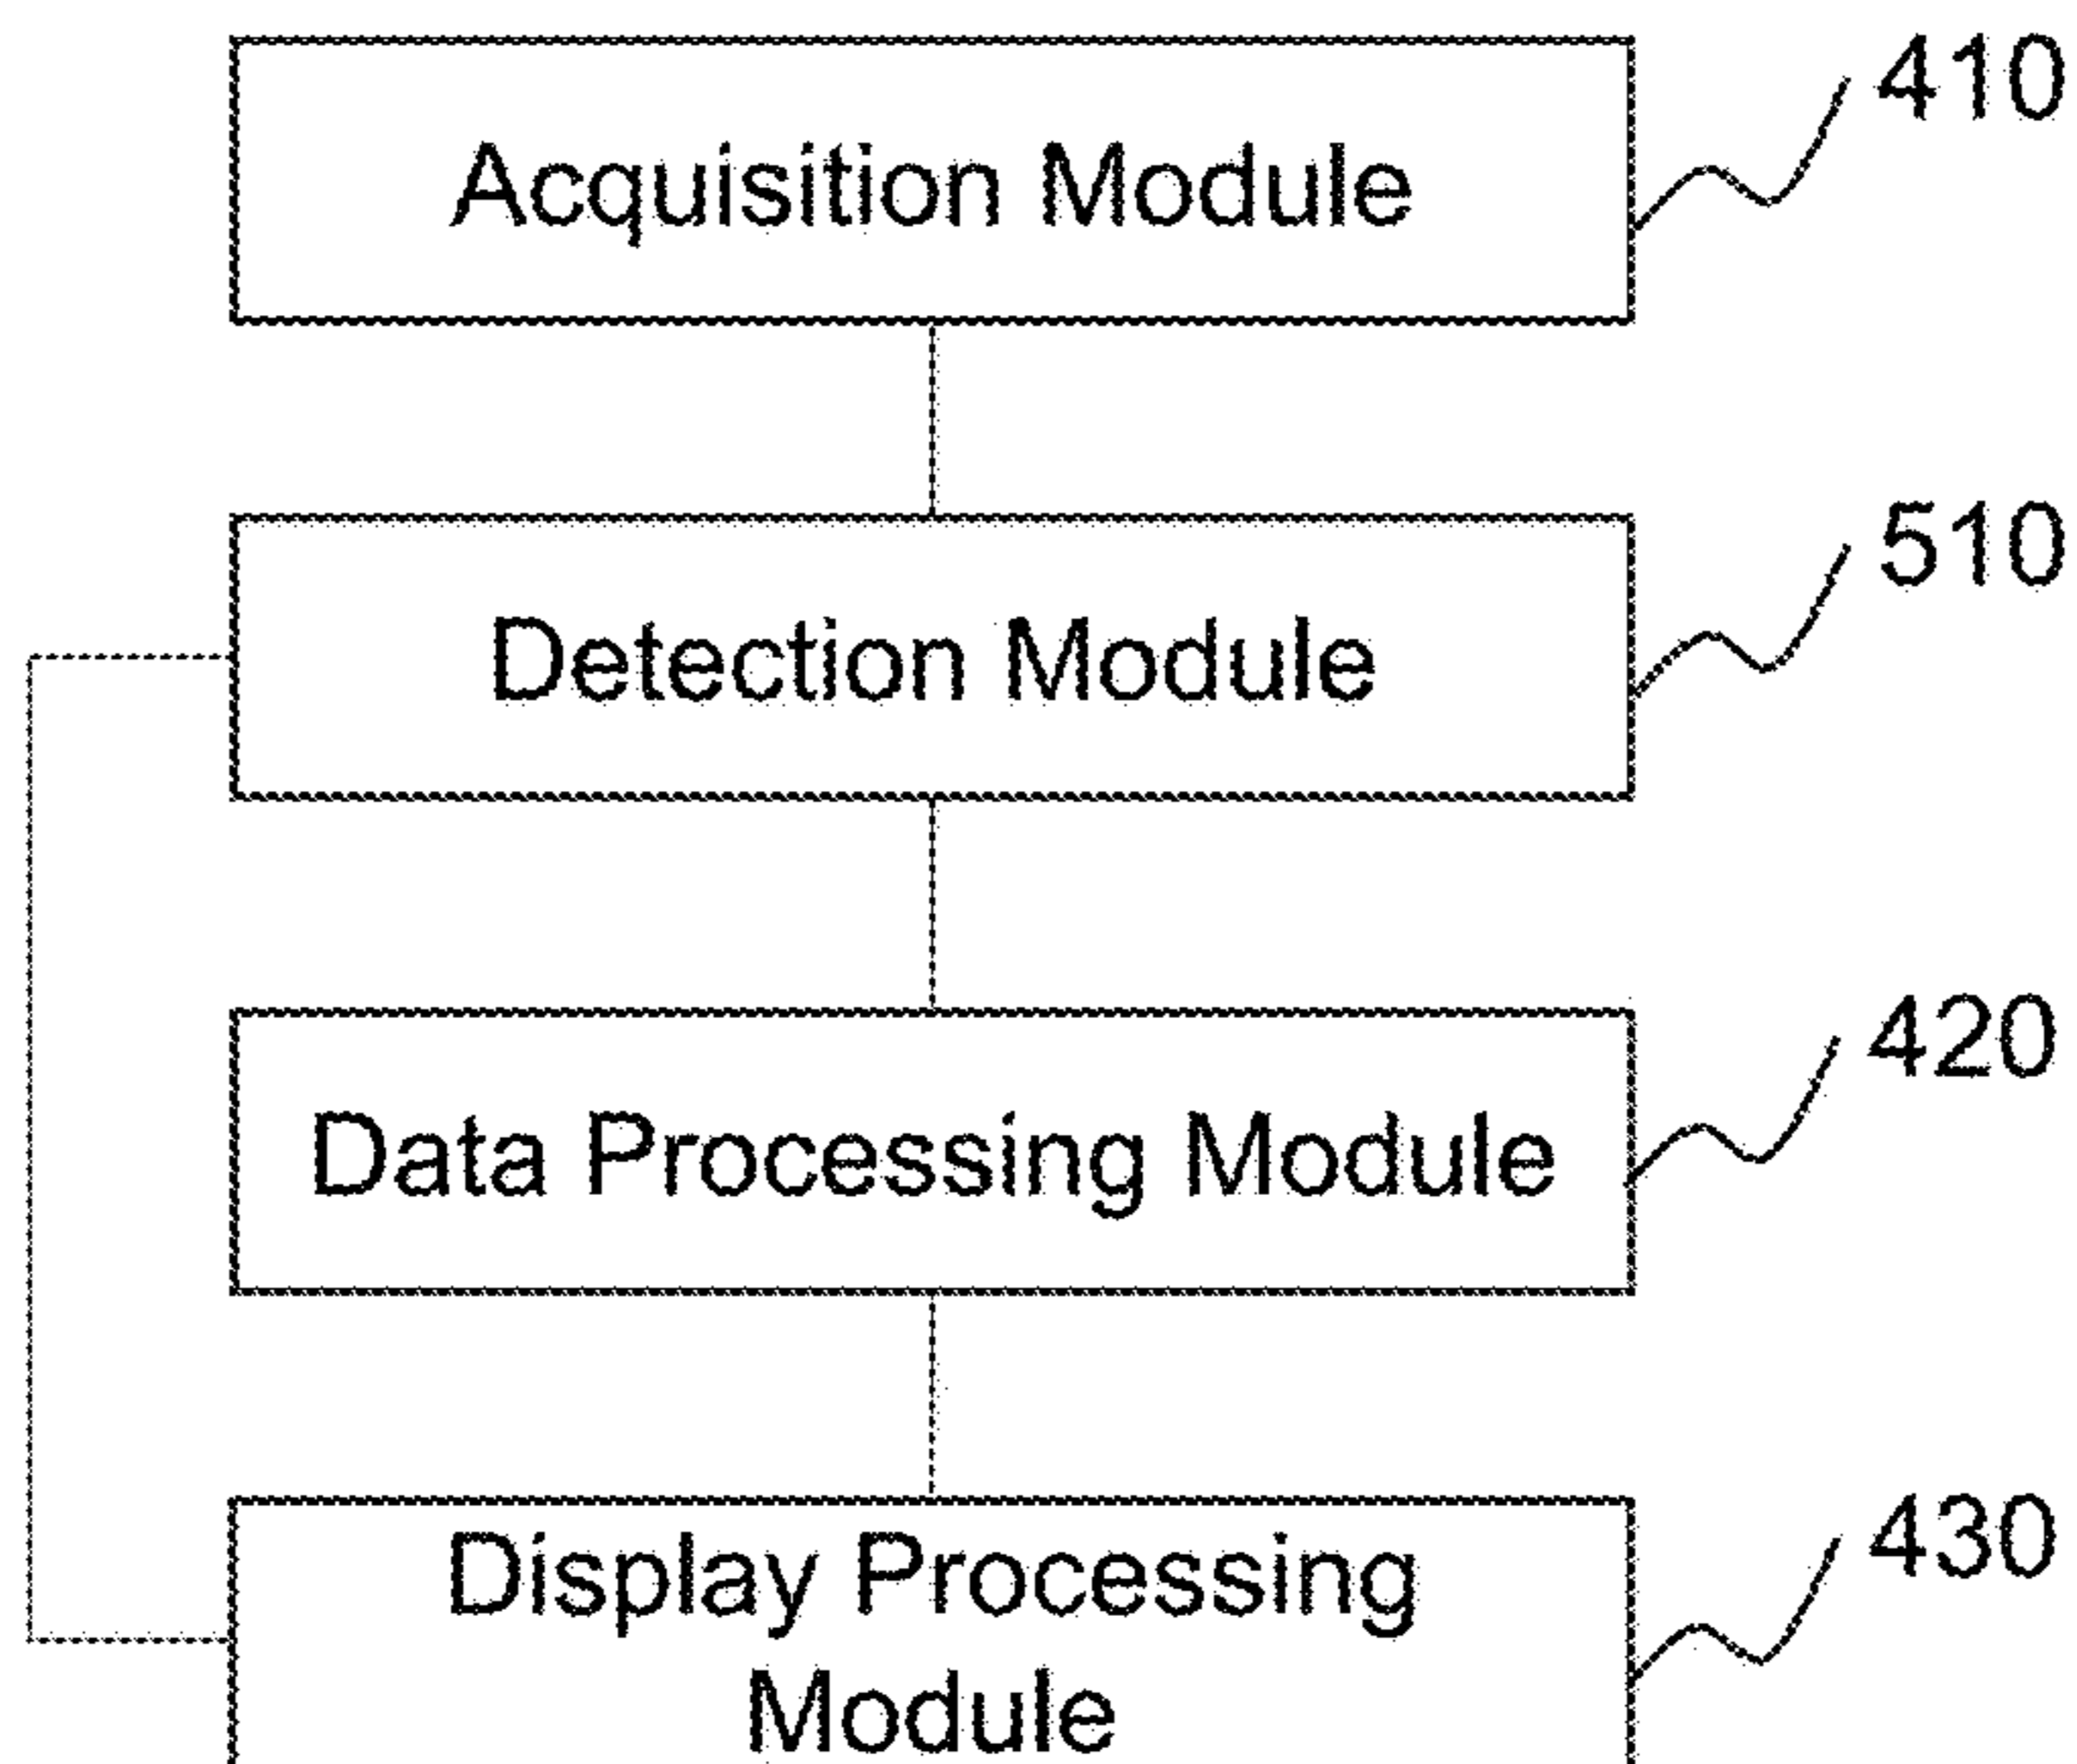 410
Acquisition Module
510
Detection Module
420
Data Processing Module
430
Display Processing
Module